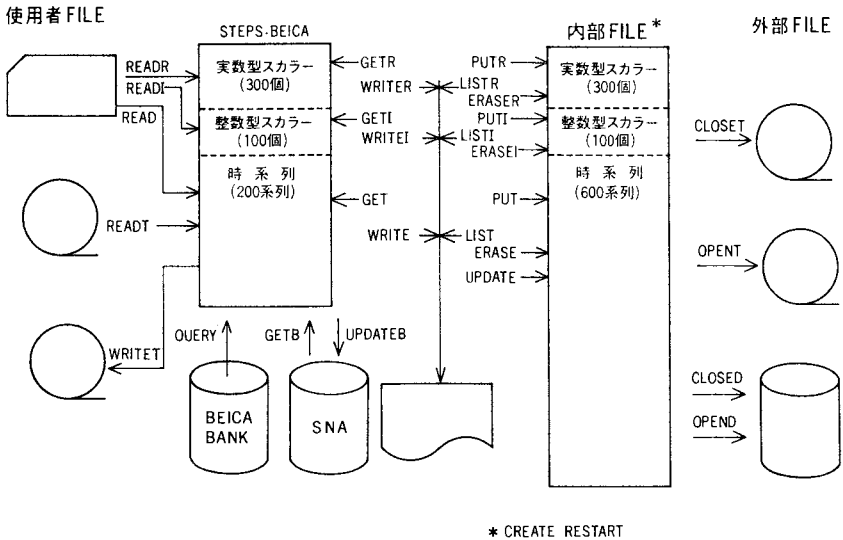 使用者FILE
STEPS-BEICA
内部FILE*
外部FILE
READR
READI
READ
実数型スカラー
(300個)
整数型スカラー
(100個)
時系列
(200系列)
READT
WRITET
GETR
WRITER
GETI
WRITEI
GET
WRITE
PUTR
LISTR
ERASER
PUTI
LISTI
ERASEI
PUT
LIST
ERASE
UPDATE
実数型スカラー
(300個)
整数型スカラー
(100個)
時系列
(600系列)
CLOSET
OPENT
CLOSED
OPEND
OUERY
GETB
UPDATEB
BEICA
BANK
SNA
* CREATE RESTART